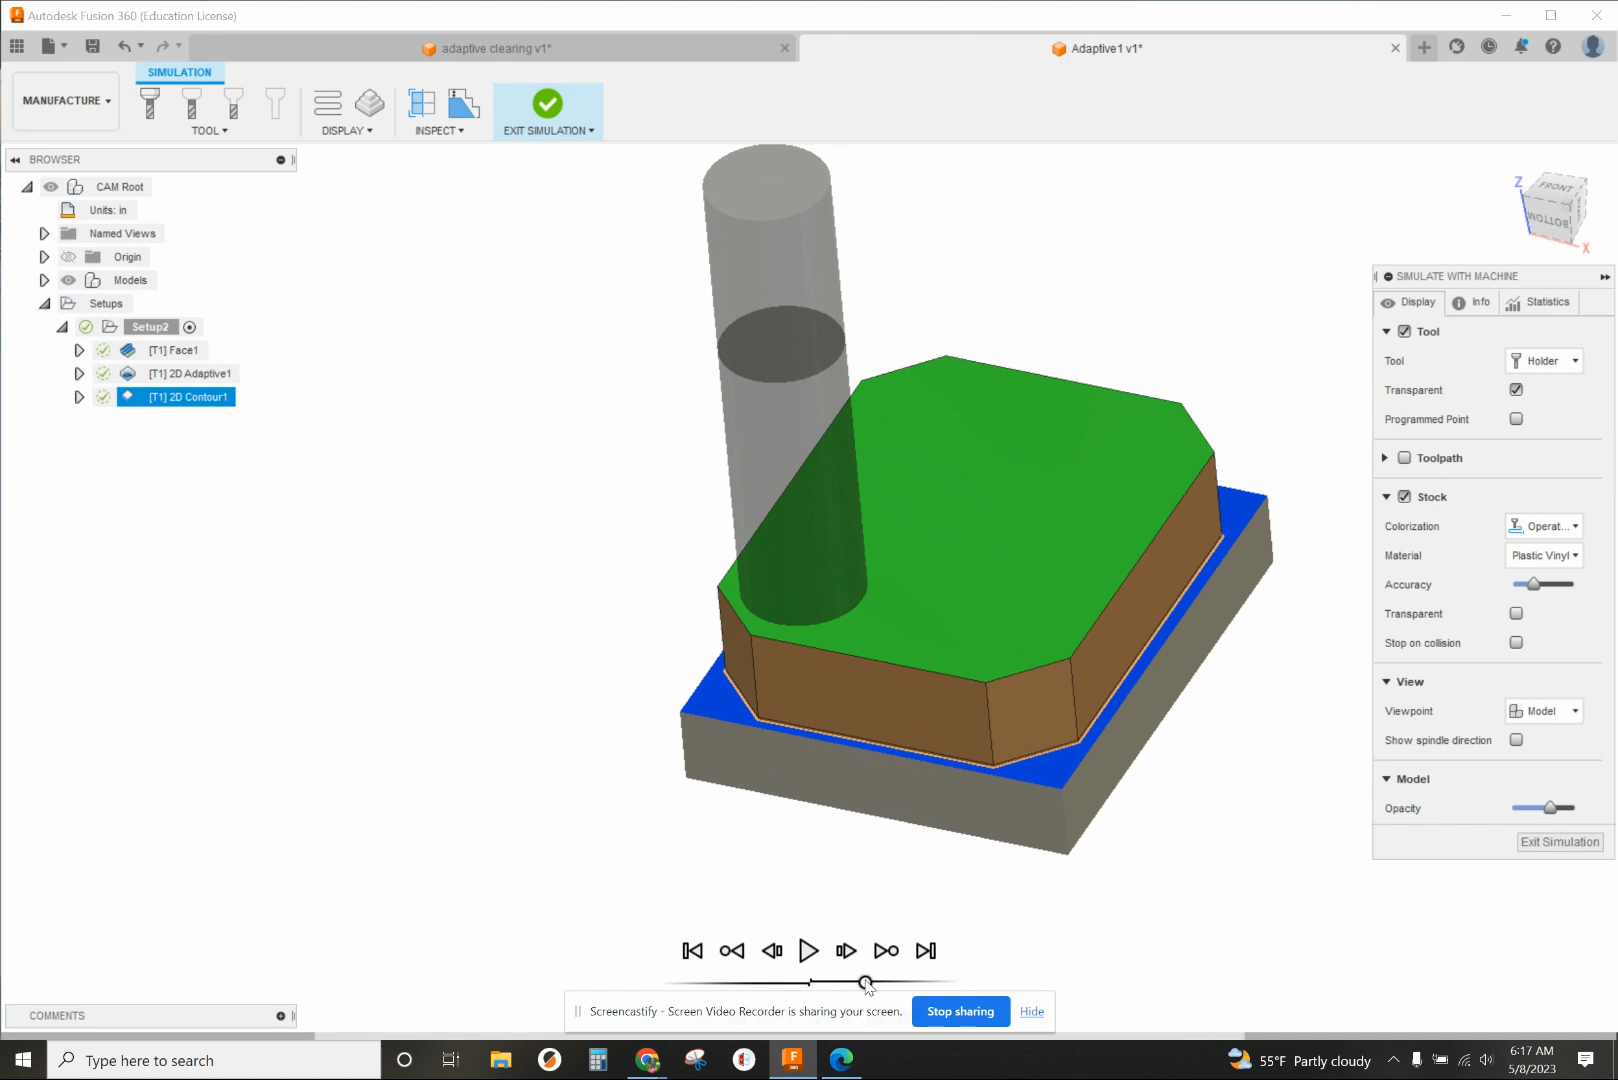 Autodesk Fusion 360 (Education License)
adaptive clearing v1*
Adaptive1 v1*
MANUFACTURE
SIMULATION
TOOL
DISPLAY
INSPECT
EXIT SIMULATION
BROWSER
CAM Root
Units: in
Named Views
Origin
Models
Setups
Setup2
[T1] Face1
[T1] 2D Adaptive1
[T1] 2D Contour1
Z
FRONT
BOTTOM
X
SIMULATE WITH MACHINE
Display
Info
Statistics
Tool
Tool
Holder
Transparent
Programmed Point
Toolpath
Stock
Colorization
Operat...
Material
Plastic Vinyl
Accuracy
Transparent
Stop on collision
View
Viewpoint
Model
Show spindle direction
Model
Opacity
Exit Simulation
Screencastify - Screen Video Recorder is sharing your screen.
Stop sharing
Hide
COMMENTS
Type here to search
F
360
55°F Partly cloudy
6:17 AM
5/8/2023